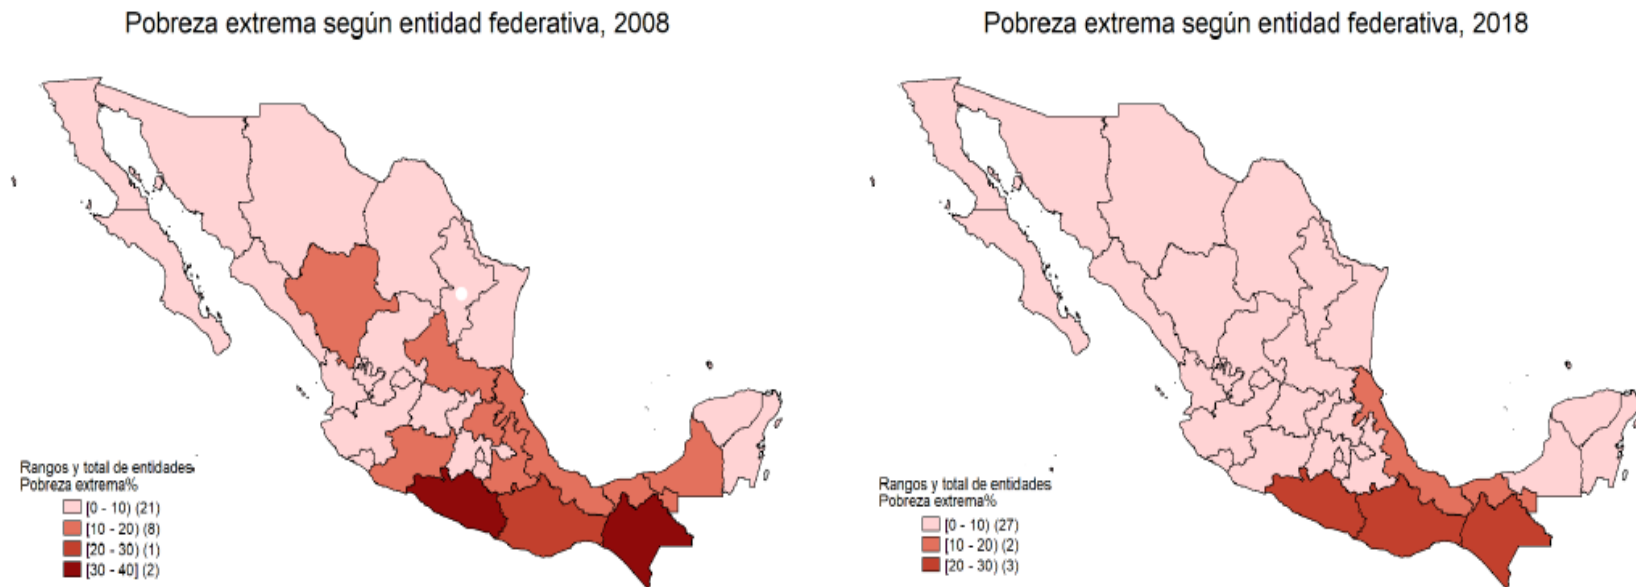 Pobreza extrema según entidad federativa, 2008
Rangos y total de entidades
Pobreza extrema%
[0 - 10) (21)
[10 - 20) (8)
[20 - 30) (1)
[30 - 40] (2)
Pobreza extrema según entidad federativa, 2018
Rangos y total de entidades
Pobreza extrema%
[0 - 10) (27)
[10 - 20) (2)
[20 - 30) (3)